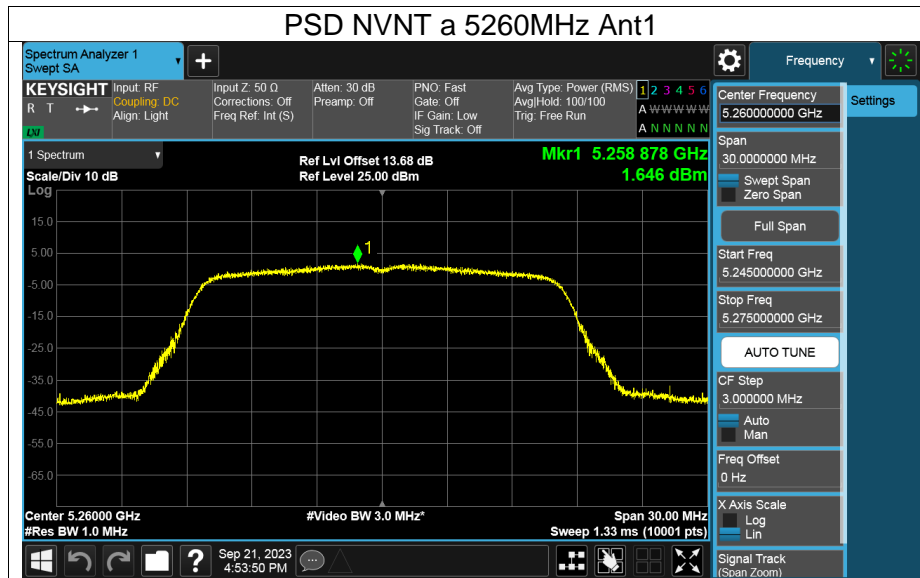 PSD NVNT a 5260MHz Ant1
Spectrum Analyzer 1
Swept SA
+
Frequency
KEYSIGHT
R T
LXI
Input: RF
Coupling: DC
Align: Light
Input Z: 50 Ω
Corrections: Off
Freq Ref: Int (S)
Atten: 30 dB
Preamp: Off
PNO: Fast
Gate: Off
IF Gain: Low
Sig Track: Off
Avg Type: Power (RMS)
Avg|Hold: 100/100
Trig: Free Run
1 2 3 4 5 6
A W W W W W
A N N N N N
1 Spectrum
Scale/Div 10 dB
Log
Ref Lvl Offset 13.68 dB
Ref Level 25.00 dBm
Mkr1 5.258 878 GHz
1.646 dBm
15.0
5.00
-5.00
-15.0
-25.0
-35.0
-45.0
-55.0
-65.0
1
Center 5.26000 GHz
#Res BW 1.0 MHz
#Video BW 3.0 MHz*
Span 30.00 MHz
Sweep 1.33 ms (10001 pts)
?
Sep 21, 2023
4:53:50 PM
Center Frequency
5.260000000 GHz
Span
30.0000000 MHz
Swept Span
Zero Span
Full Span
Start Freq
5.245000000 GHz
Stop Freq
5.275000000 GHz
AUTO TUNE
CF Step
3.000000 MHz
Auto
Man
Freq Offset
0 Hz
X Axis Scale
Log
Lin
Signal Track
(Span Zoom)
Settings